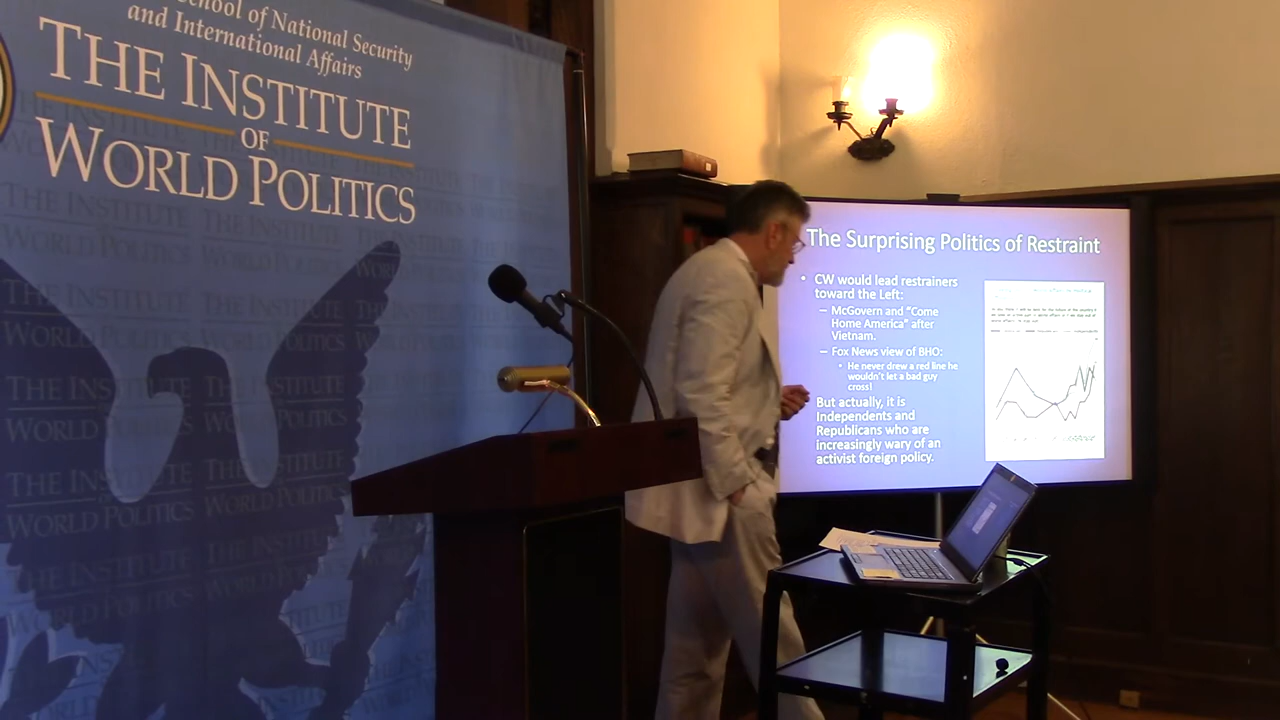 School of National Security
and International Affairs
THE INSTITUTE
OF
WORLD POLITICS
The Surprising Politics of Restraint
• CW would lead restrainers
toward the Left:
– McGovern and "Come
Home America" after
Vietnam.
– Fox News view of BHO:
• He never drew a red line he
wouldn't let a bad guy
cross!
But actually, it is
Independents and
Republicans who are
increasingly wary of an
activist foreign policy.